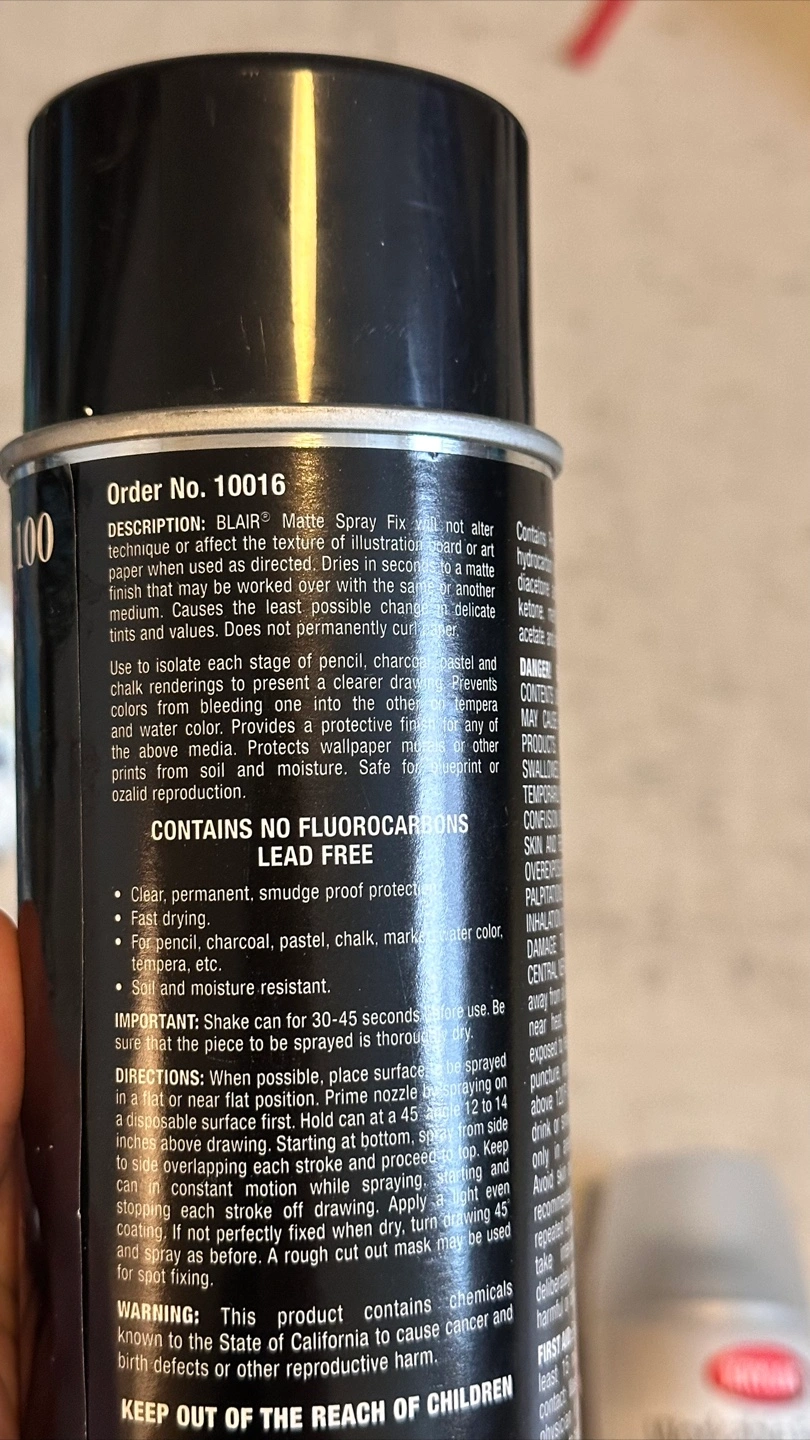 100
Order No. 10016
DESCRIPTION: BLAIR® Matte Spray Fix will not alter
technique or affect the texture of illustration board or art
paper when used as directed. Dries in seconds to a matte
finish that may be worked over with the same or another
medium. Causes the least possible change in delicate
tints and values. Does not permanently curl paper.
Use to isolate each stage of pencil, charcoal, pastel and
chalk renderings to present a clearer drawing. Prevents
colors from bleeding one into the other on tempera
and water color. Provides a protective finish for any of
the above media. Protects wallpaper murals or other
prints from soil and moisture. Safe for blueprint or
ozalid reproduction.
CONTAINS NO FLUOROCARBONS
LEAD FREE
• Clear, permanent, smudge proof protection.
• Fast drying.
• For pencil, charcoal, pastel, chalk, marker, water color,
tempera, etc.
• Soil and moisture resistant.
IMPORTANT: Shake can for 30-45 seconds before use. Be
sure that the piece to be sprayed is thoroughly dry.
DIRECTIONS: When possible, place surface to be sprayed
in a flat or near flat position. Prime nozzle by spraying on
a disposable surface first. Hold can at a 45° angle 12 to 14
inches above drawing. Starting at bottom, spray from side
to side overlapping each stroke and proceed to top. Keep
can in constant motion while spraying, starting and
stopping each stroke off drawing. Apply a light even
coating. If not perfectly fixed when dry, turn drawing 45°
and spray as before. A rough cut out mask may be used
for spot fixing.
WARNING: This product contains chemicals
known to the State of California to cause cancer and
birth defects or other reproductive harm.
KEEP OUT OF THE REACH OF CHILDREN
Contains
hydrocarbon
diacetone
ketone,
acetate,
DANGER!
CONTENTS
MAY CAUSE
PRODUCTS
SWALLOWED
CONFUSION
SKIN AND
PALPITATION
INHALATION
DAMAGE
CENTRAL
away from
near
exposed to
puncture,
above 120°
drink or
only in
Avoid
repeated
take
FIRST AID
least 15
contact
physician
KRYLON